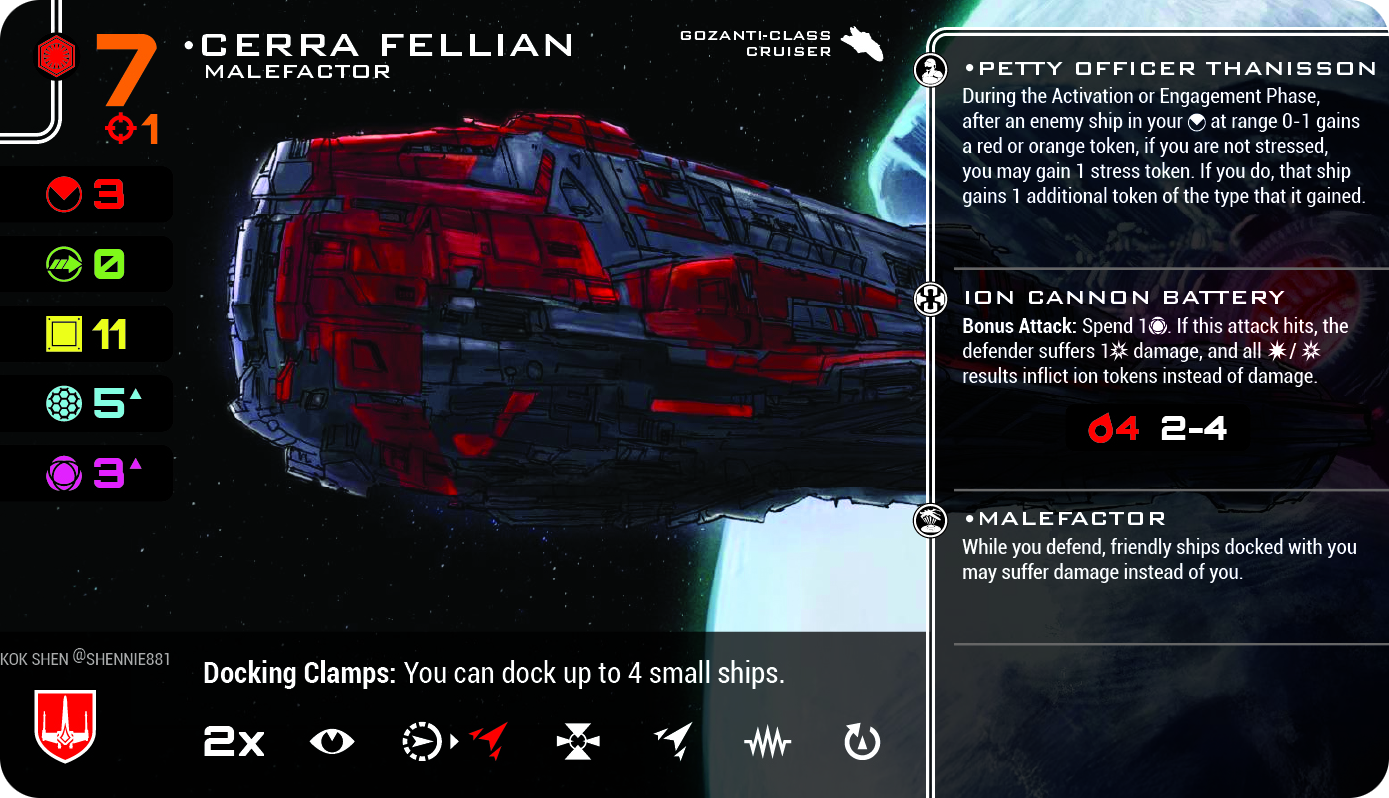 7
1
•CERRA FELLIAN
MALEFACTOR
GOZANTI-CLASS
CRUISER
3
0
11
5
3
•PETTY OFFICER THANISSON
During the Activation or Engagement Phase,
after an enemy ship in your at range 0-1 gains
a red or orange token, if you are not stressed,
you may gain 1 stress token. If you do, that ship
gains 1 additional token of the type that it gained.
ION CANNON BATTERY
Bonus Attack: Spend 1. If this attack hits, the
defender suffers 1 damage, and all /
results inflict ion tokens instead of damage.
4 2-4
•MALEFACTOR
While you defend, friendly ships docked with you
may suffer damage instead of you.
KOK SHEN @SHENNIE881
Docking Clamps: You can dock up to 4 small ships.
2x